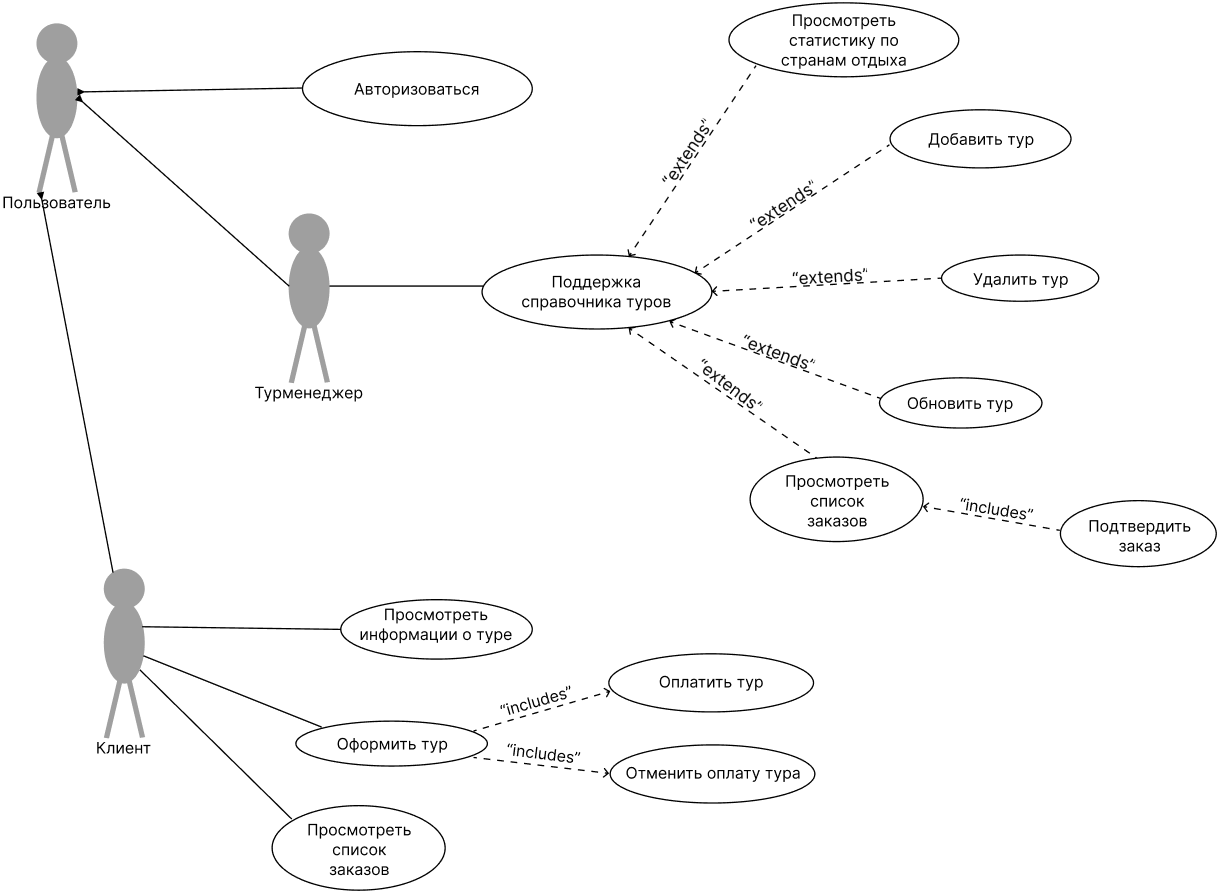 Просмотреть
статистику по
странам отдыха
Авторизоваться
“extends”
Добавить тур
“extends”
Пользователь
Поддержка
справочника туров
“extends”
Удалить тур
“extends”
“extends”
Турменеджер
Обновить тур
Просмотреть
список
заказов
“includes”
Подтвердить
заказ
Просмотреть
информации о туре
“includes”
Оплатить тур
Клиент
Оформить тур
“includes”
Отменить оплату тура
Просмотреть
список
заказов